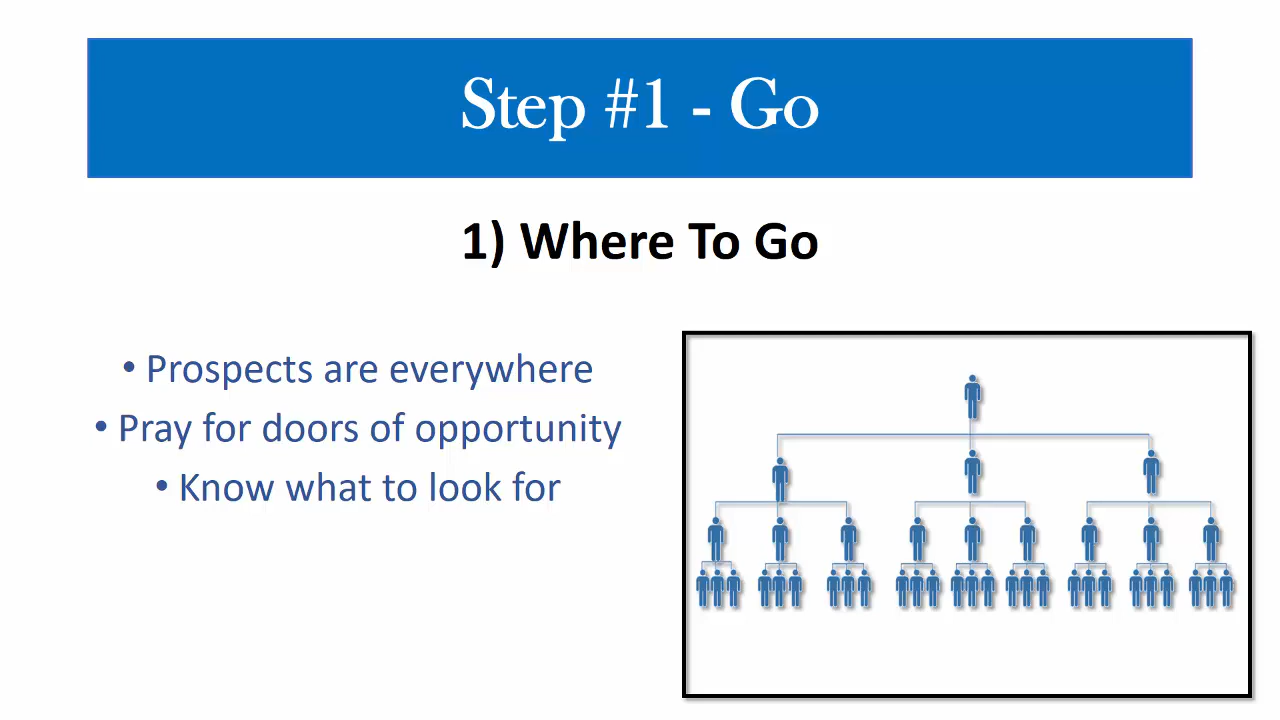 Step #1 - Go
1) Where To Go
• Prospects are everywhere
• Pray for doors of opportunity
• Know what to look for